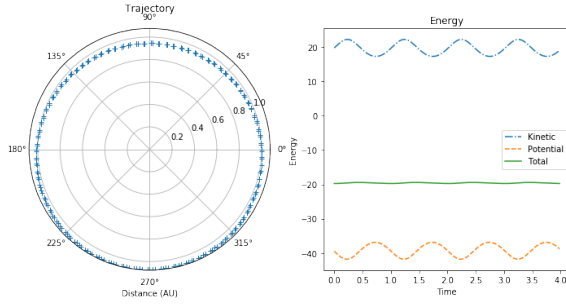 Trajectory
90°
135°
45°
180°
0°
225°
315°
270°
0.2
0.4
0.6
0.8
1.0
Distance (AU)
Energy
20
10
0
−10
−20
−30
−40
Energy
Kinetic
Potential
Total
0.0 0.5 1.0 1.5 2.0 2.5 3.0 3.5 4.0
Time